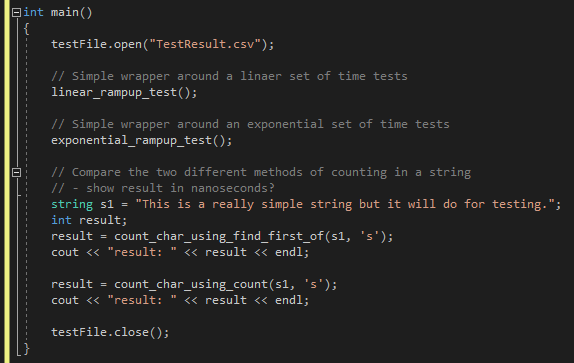 int main()
{
testFile.open("TestResult.csv");
// Simple wrapper around a linaer set of time tests
linear_rampup_test();
// Simple wrapper around an exponential set of time tests
exponential_rampup_test();
// Compare the two different methods of counting in a string
// - show result in nanoseconds?
string s1 = "This is a really simple string but it will do for testing.";
int result;
result = count_char_using_find_first_of(s1, 's');
cout << "result: " << result << endl;
result = count_char_using_count(s1, 's');
cout << "result: " << result << endl;
testFile.close();
}